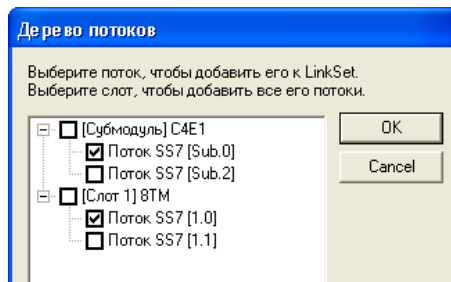 Дерево потоков
Выберите поток, чтобы добавить его к LinkSet.
Выберите слот, чтобы добавить все его потоки.
[Субмодуль] C4E1
Поток SS7 [Sub.0]
Поток SS7 [Sub.2]
[Слот 1] 8TM
Поток SS7 [1.0]
Поток SS7 [1.1]
OK
Cancel